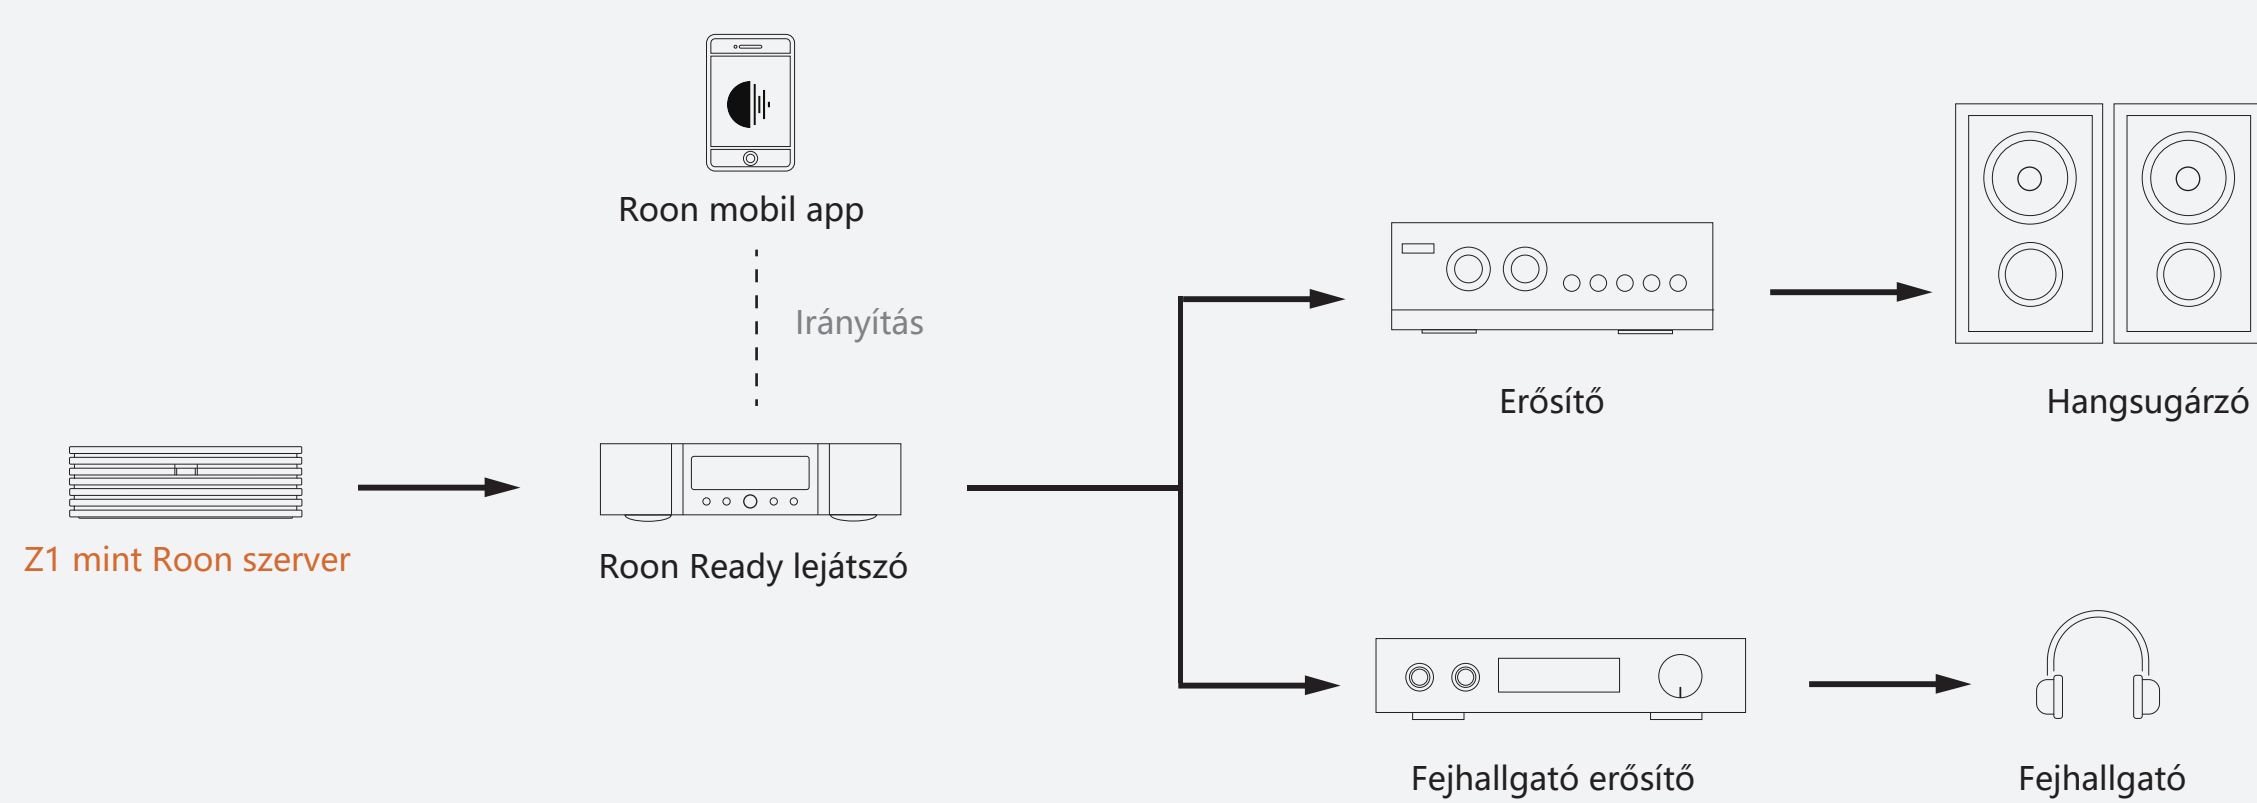 Roon mobil app
Irányítás
Erősítő
Hangsugárzó
Z1 mint Roon szerver
Roon Ready lejátszó
Fejhallgató erősítő
Fejhallgató